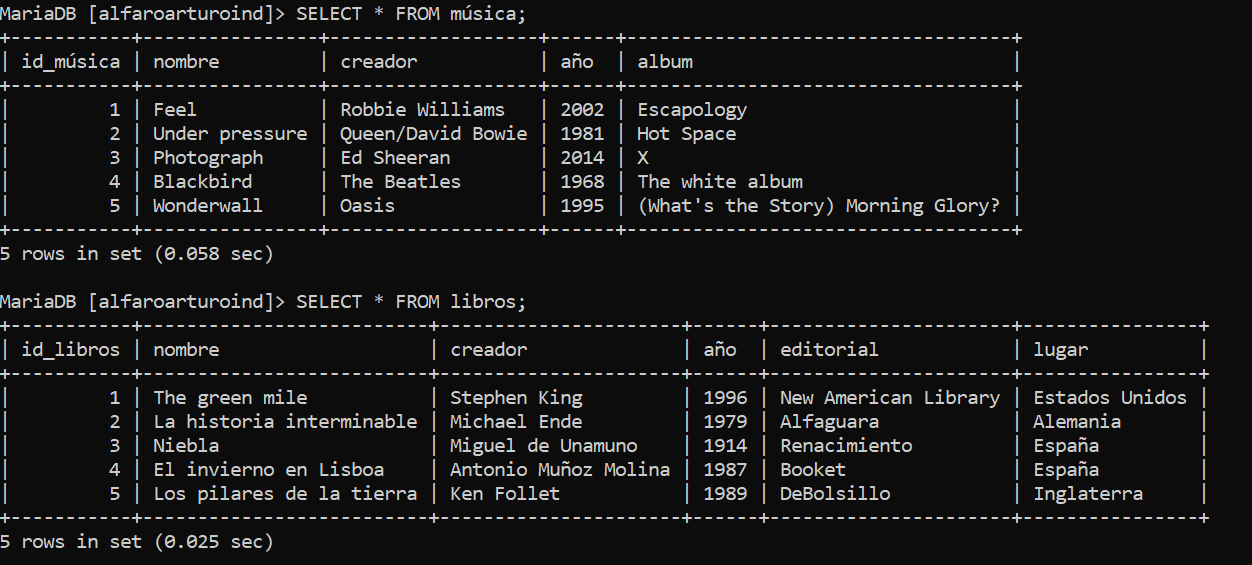 MariaDB [alfaroarturoind]> SELECT * FROM música;
+-----------+----------------+-------------------+------+-----------------------------------+
| id_música | nombre         | creador           | año  | album                             |
+-----------+----------------+-------------------+------+-----------------------------------+
|         1 | Feel           | Robbie Williams   | 2002 | Escapology                        |
|         2 | Under pressure | Queen/David Bowie | 1981 | Hot Space                         |
|         3 | Photograph     | Ed Sheeran        | 2014 | X                                 |
|         4 | Blackbird      | The Beatles       | 1968 | The white album                   |
|         5 | Wonderwall     | Oasis             | 1995 | (What's the Story) Morning Glory? |
+-----------+----------------+-------------------+------+-----------------------------------+
5 rows in set (0.058 sec)

MariaDB [alfaroarturoind]> SELECT * FROM libros;
+-----------+--------------------------+----------------------+------+----------------------+----------------+
| id_libros | nombre                   | creador              | año  | editorial            | lugar          |
+-----------+--------------------------+----------------------+------+----------------------+----------------+
|         1 | The green mile           | Stephen King         | 1996 | New American Library | Estados Unidos |
|         2 | La historia interminable | Michael Ende         | 1979 | Alfaguara            | Alemania       |
|         3 | Niebla                   | Miguel de Unamuno    | 1914 | Renacimiento         | España         |
|         4 | El invierno en Lisboa    | Antonio Muñoz Molina | 1987 | Booket               | España         |
|         5 | Los pilares de la tierra | Ken Follet           | 1989 | DeBolsillo           | Inglaterra     |
+-----------+--------------------------+----------------------+------+----------------------+----------------+
5 rows in set (0.025 sec)